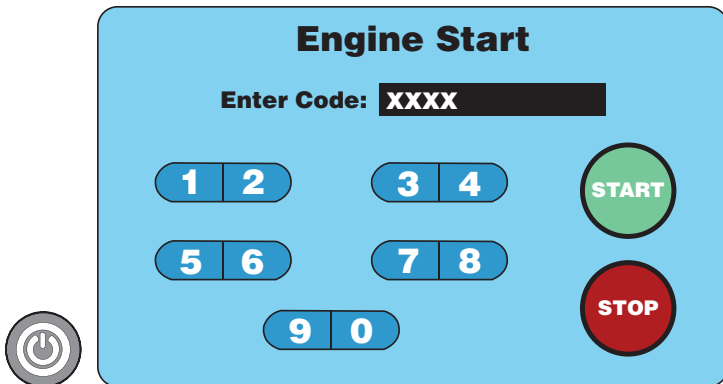 Engine Start
Enter Code: XXXX
1 2 3 4
START
5 6 7 8
STOP
9 0